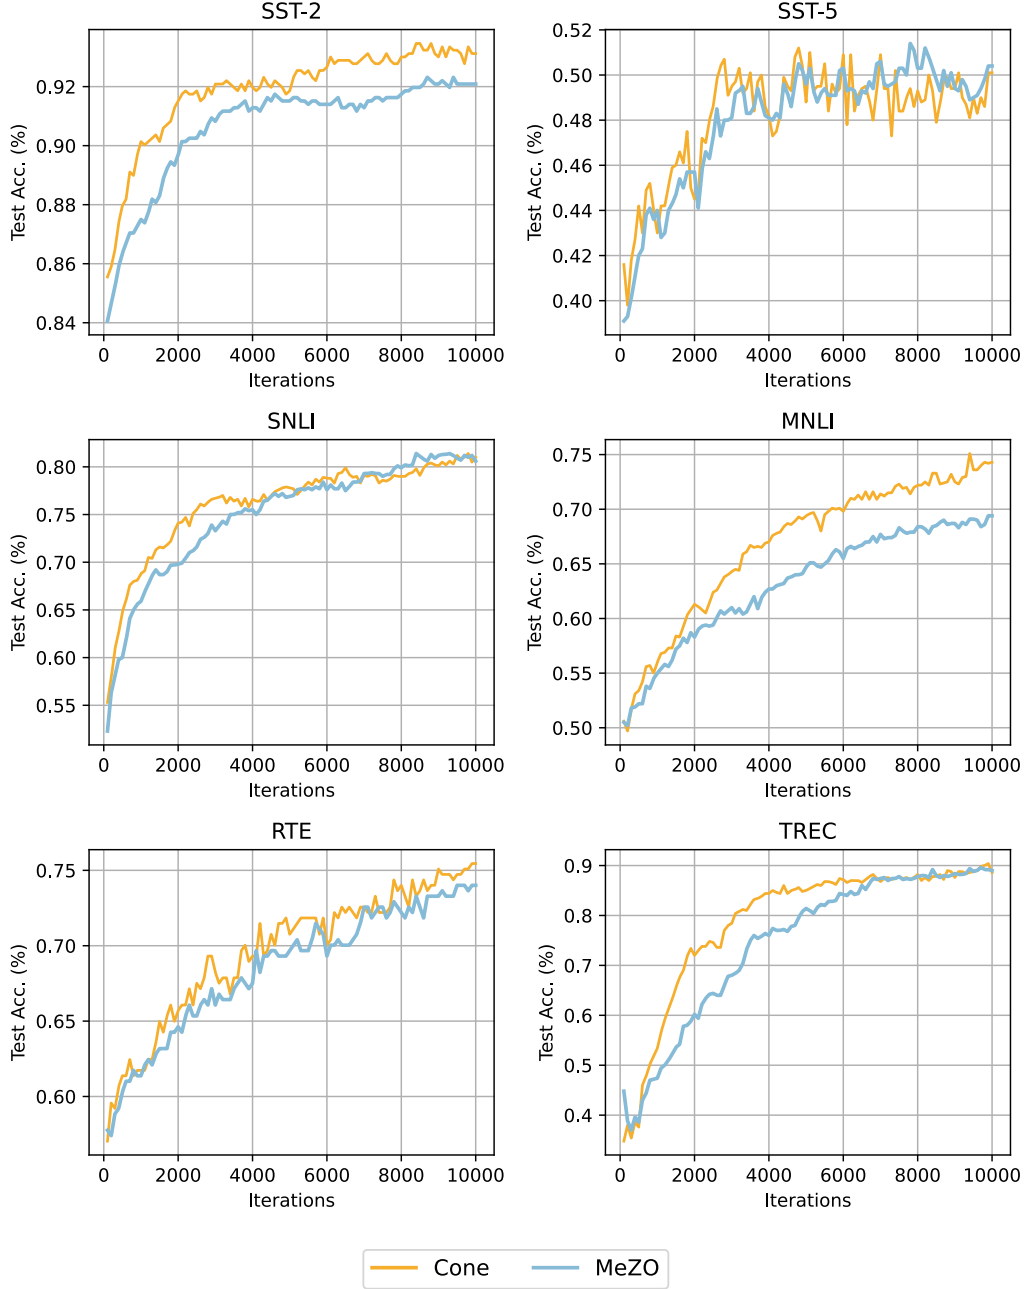 SST-2
Test Acc. (%)
0.92
0.90
0.88
0.86
0.84
0 2000 4000 6000 8000 10000
Iterations
SST-5
Test Acc. (%)
0.52
0.50
0.48
0.46
0.44
0.42
0.40
0 2000 4000 6000 8000 10000
Iterations
SNLI
Test Acc. (%)
0.80
0.75
0.70
0.65
0.60
0.55
0 2000 4000 6000 8000 10000
Iterations
MNLI
Test Acc. (%)
0.75
0.70
0.65
0.60
0.55
0.50
0 2000 4000 6000 8000 10000
Iterations
RTE
Test Acc. (%)
0.75
0.70
0.65
0.60
0 2000 4000 6000 8000 10000
Iterations
TREC
Test Acc. (%)
0.9
0.8
0.7
0.6
0.5
0.4
0 2000 4000 6000 8000 10000
Iterations
Cone MeZO